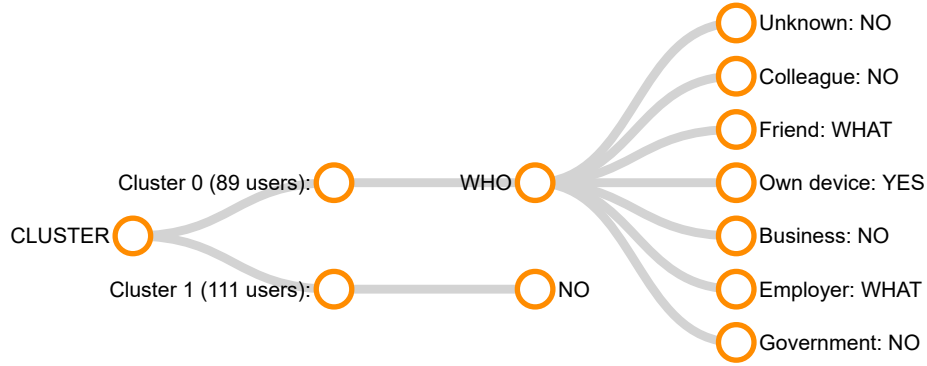 Unknown: NO
Colleague: NO
Friend: WHAT
Cluster 0 (89 users):
WHO
Own device: YES
CLUSTER
Business: NO
Cluster 1 (111 users):
NO
Employer: WHAT
Government: NO